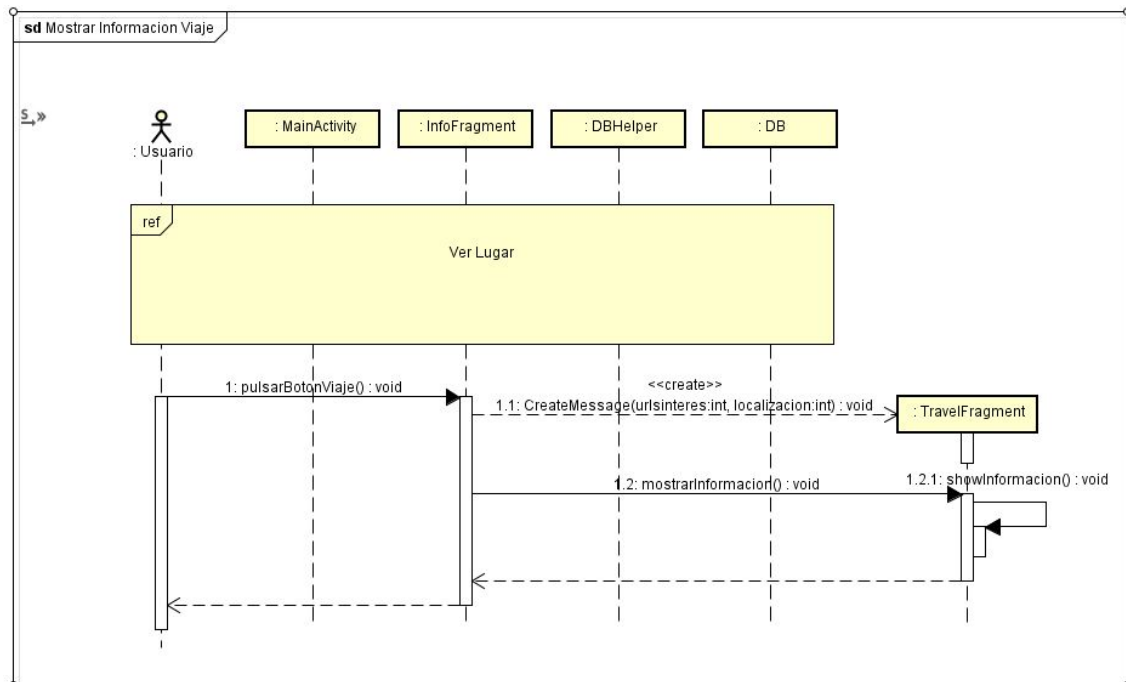 sd Mostrar Informacion Viaje
S »
: Usuario
: MainActivity
: InfoFragment
: DBHelper
: DB
ref
Ver Lugar
1: pulsarBotonViaje() : void
<<create>>
1.1: CreateMessage(urlsinteres:int, localizacion:int) : void
: TravelFragment
1.2: mostrarInformacion() : void
1.2.1: showInformacion() : void